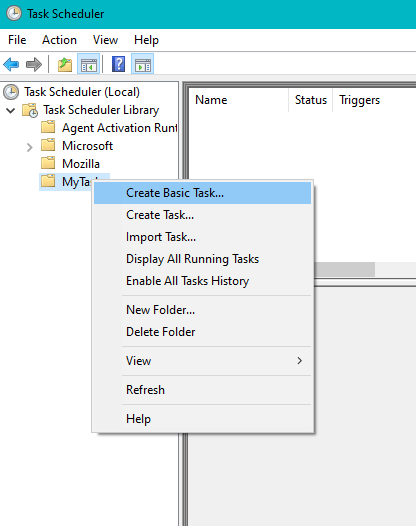 Task Scheduler
File Action View Help
Name Status Triggers
Task Scheduler (Local)
Task Scheduler Library
Agent Activation Runt
Microsoft
Mozilla
Create Basic Task...
Create Task...
Import Task...
Display All Running Tasks
Enable All Tasks History
New Folder...
Delete Folder
View
Refresh
Help